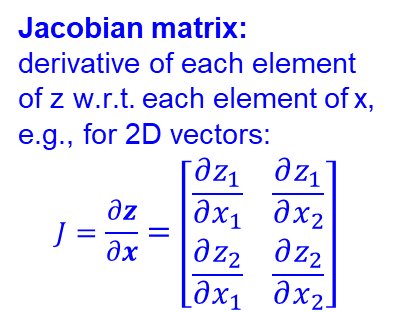 Jacobian matrix:
derivative of each element
of z w.r.t. each element of x,
e.g., for 2D vectors:
J = ∂z/∂x = [∂z₁/∂x₁ ∂z₁/∂x₂
∂z₂/∂x₁ ∂z₂/∂x₂]